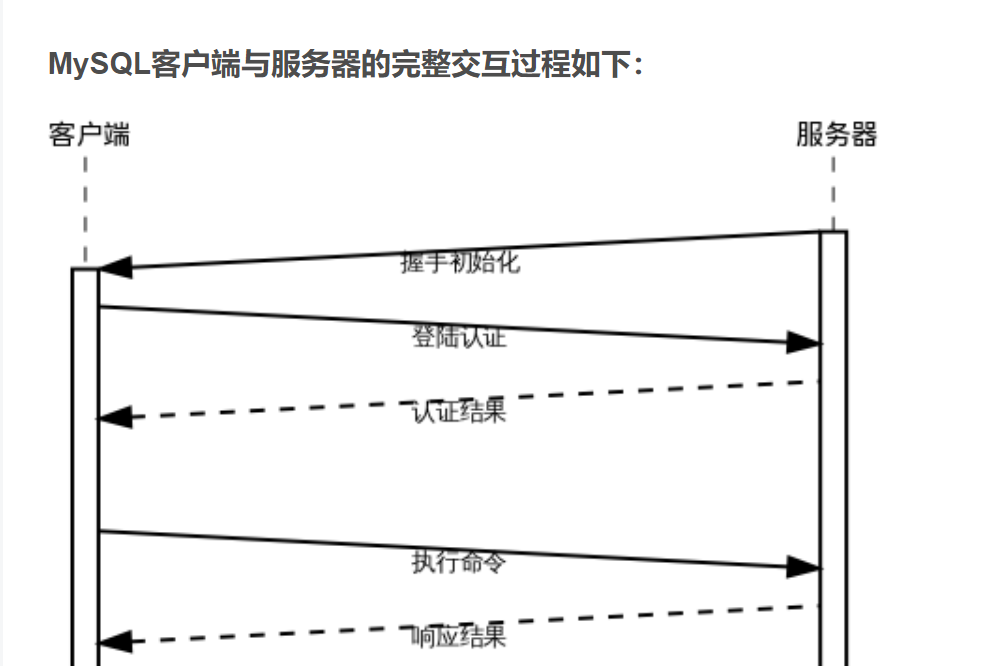 MySQL客户端与服务器的完整交互过程如下：
客户端
服务器
握手初始化
登陆认证
认证结果
执行命令
响应结果